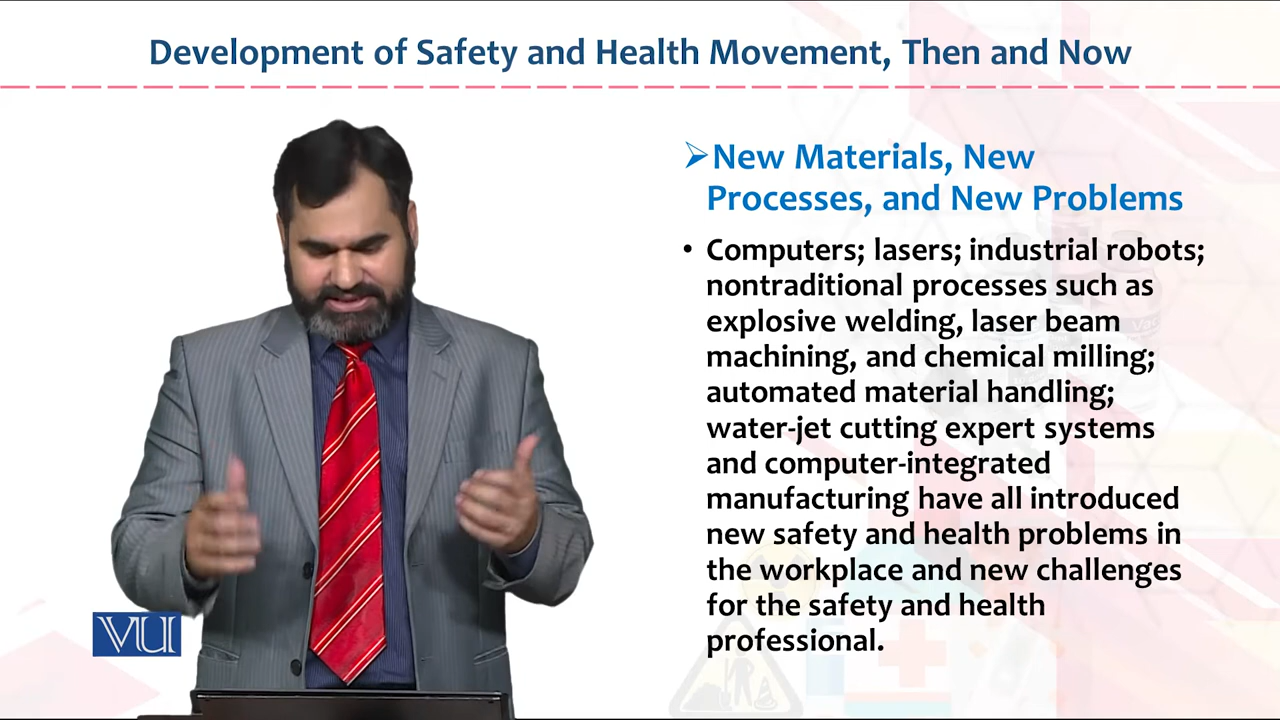 Development of Safety and Health Movement, Then and Now
➢New Materials, New
Processes, and New Problems
• Computers; lasers; industrial robots;
nontraditional processes such as
explosive welding, laser beam
machining, and chemical milling;
automated material handling;
water-jet cutting expert systems
and computer-integrated
manufacturing have all introduced
new safety and health problems in
the workplace and new challenges
for the safety and health
professional.
VU